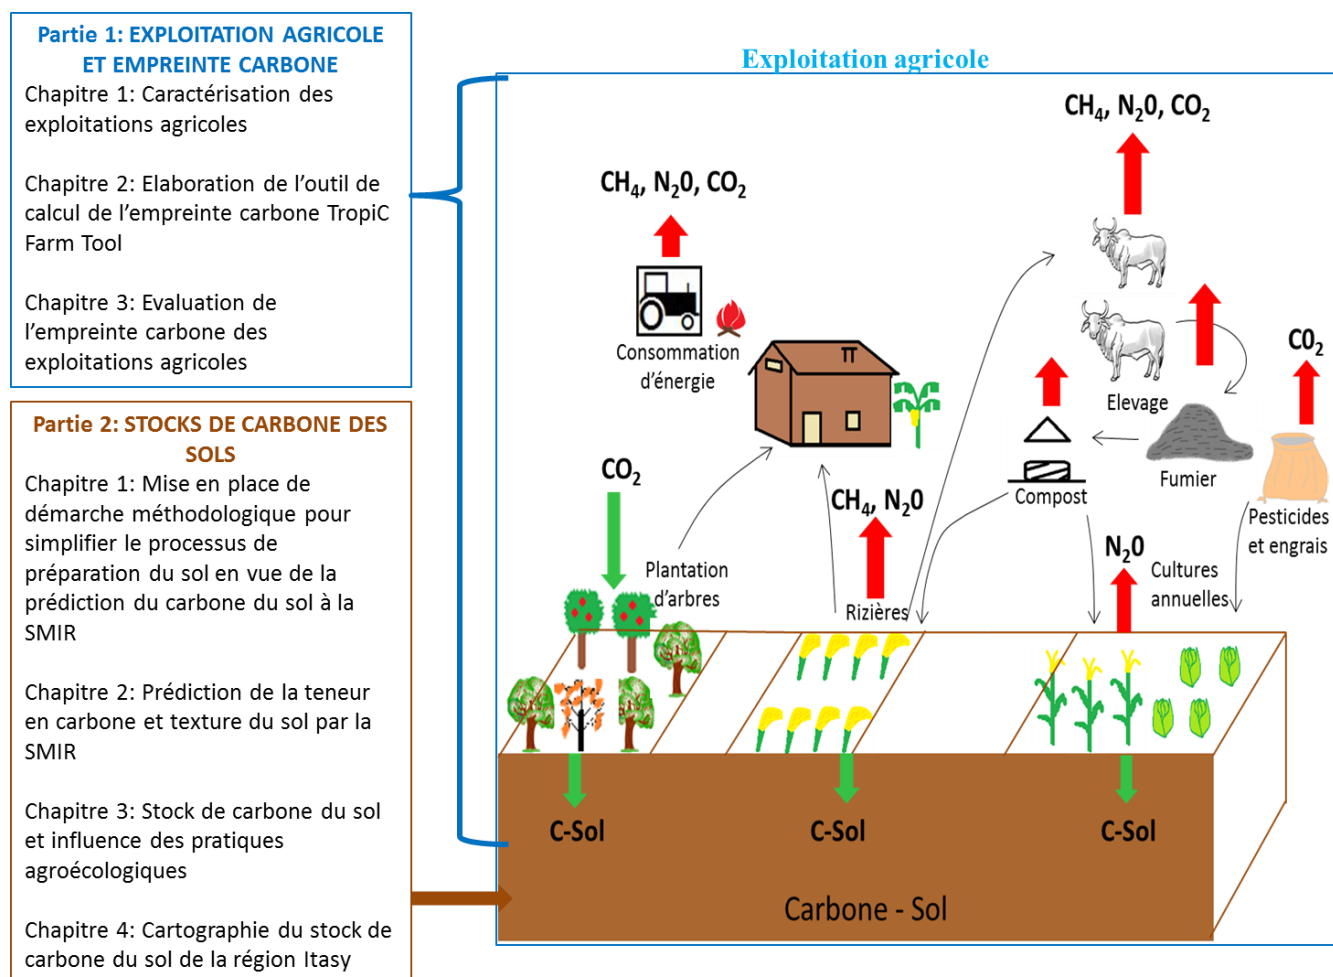 Partie 1: EXPLOITATION AGRICOLE
ET EMPREINTE CARBONE
Chapitre 1: Caractérisation des
exploitations agricoles
Chapitre 2: Elaboration de l'outil de
calcul de l'empreinte carbone TropiC
Farm Tool
Chapitre 3: Evaluation de
l'empreinte carbone des
exploitations agricoles
Partie 2: STOCKS DE CARBONE DES
SOLS
Chapitre 1: Mise en place de
démarche méthodologique pour
simplifier le processus de
préparation du sol en vue de la
prédiction du carbone du sol à la
SMIR
Chapitre 2: Prédiction de la teneur
en carbone et texture du sol par la
SMIR
Chapitre 3: Stock de carbone du sol
et influence des pratiques
agroécologiques
Chapitre 4: Cartographie du stock de
carbone du sol de la région Itasy
Exploitation agricole
CH₄, N₂0, CO₂
CH₄, N₂0, CO₂
Consommation
d'énergie
Elevage
C0₂
Fumier
Compost
Pesticides
et engrais
CO₂
CH₄, N₂0
N₂0
Plantation
d'arbres
Rizières
Cultures
annuelles
C-Sol
C-Sol
C-Sol
Carbone - Sol